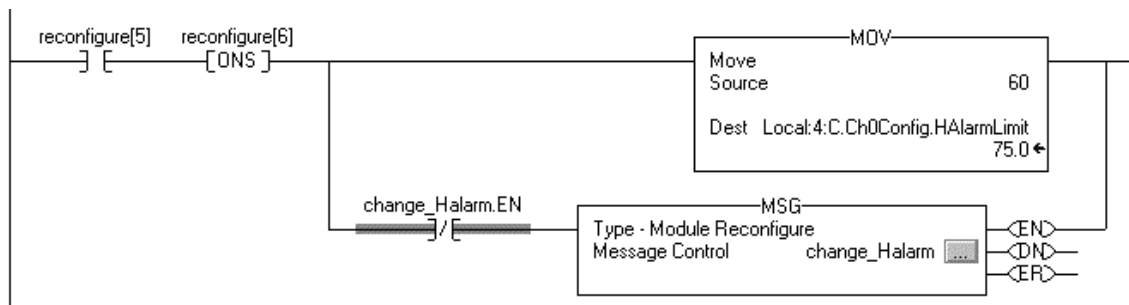 reconfigure[5]
reconfigure[6]
ONS
MOV
Move
Source 60
Dest Local:4:C.Ch0Config.HAlarmLimit
75.0
change_Halarm.EN
MSG
Type - Module Reconfigure
Message Control change_Halarm ...
EN
DN
ER